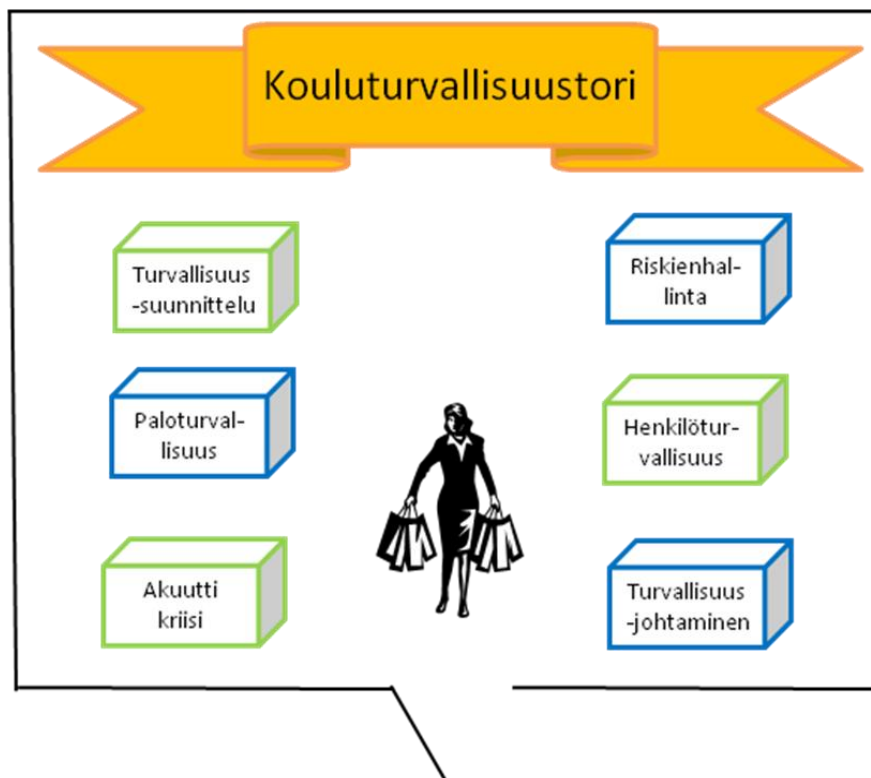 Kouluturvallisuustori
Turvallisuus
-suunnittelu
Riskienhal-
linta
Paloturval-
lisuus
Henkilötur-
vallisuus
Akuutti
kriisi
Turvallisuus
-johtaminen